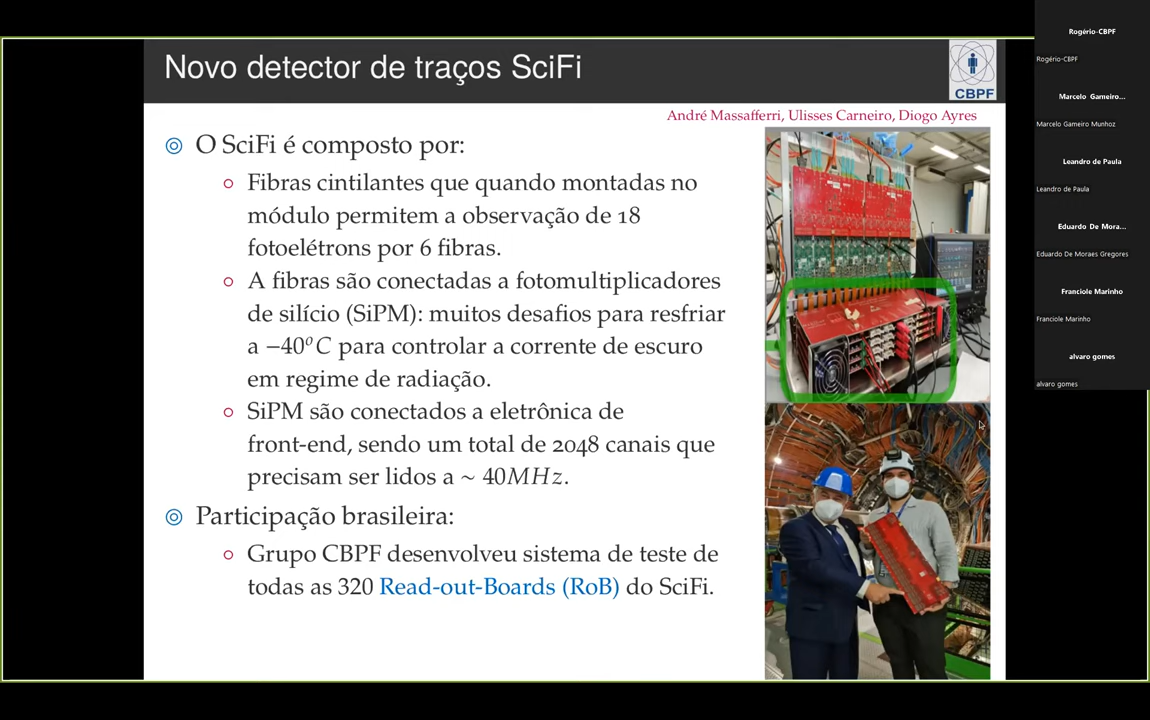 Novo detector de traços SciFi
CBPF
André Massafferri, Ulisses Carneiro, Diogo Ayres
O SciFi é composto por:
Fibras cintilantes que quando montadas no
módulo permitem a observação de 18
fotoelétrons por 6 fibras.
A fibras são conectadas a fotomultiplicadores
de silício (SiPM): muitos desafios para resfriar
a −40°C para controlar a corrente de escuro
em regime de radiação.
SiPM são conectados a eletrônica de
front-end, sendo um total de 2048 canais que
precisam ser lidos a ∼ 40MHz.
Participação brasileira:
Grupo CBPF desenvolveu sistema de teste de
todas as 320 Read-out-Boards (RoB) do SciFi.
Rogério-CBPF
Rogério-CBPF
Marcelo Gameiro...
Marcelo Gameiro Munhoz
Leandro de Paula
Leandro de Paula
Eduardo De Mora...
Eduardo De Moraes Gregores
Franciole Marinho
Franciole Marinho
alvaro gomes
alvaro gomes